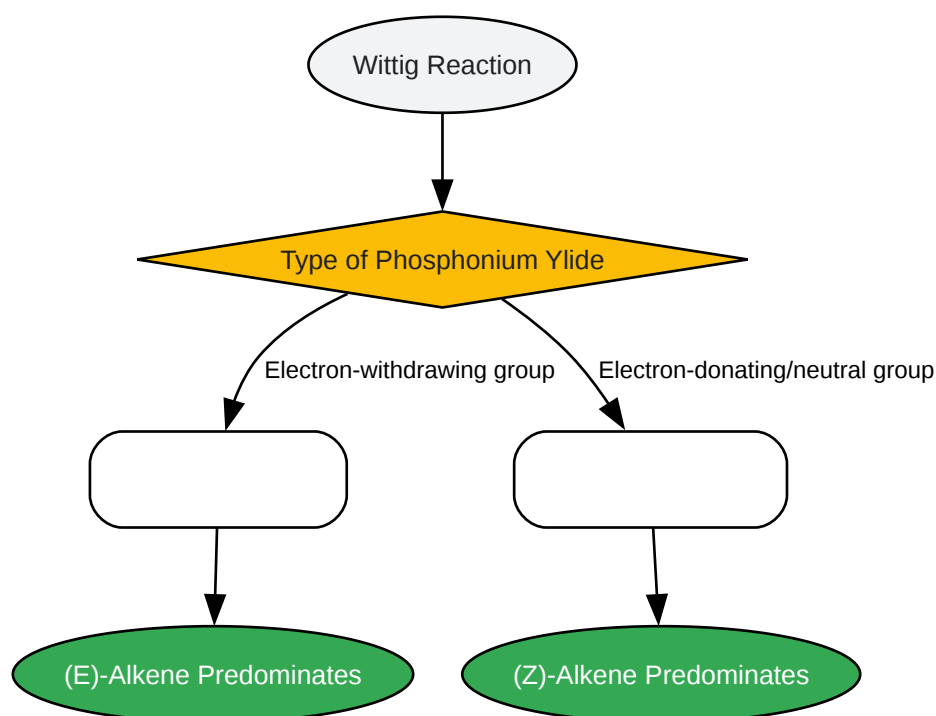 Wittig Reaction
Type of Phosphonium Ylide
Electron-withdrawing group
Electron-donating/neutral group
(E)-Alkene Predominates
(Z)-Alkene Predominates